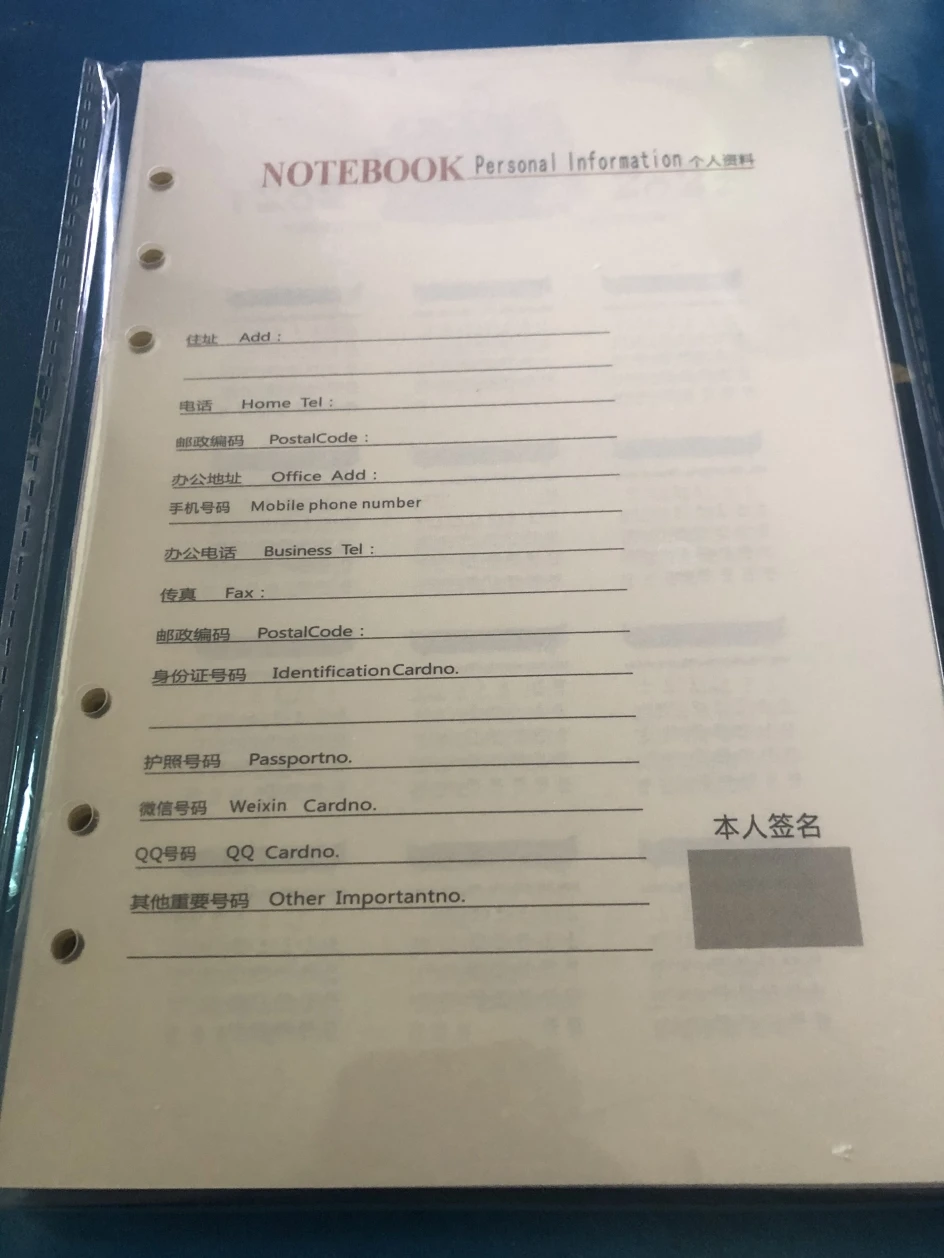 NOTEBOOK Personal Information 个人资料
住址 Add：
电话 Home Tel：
邮政编码 PostalCode：
办公地址 Office Add：
手机号码 Mobile phone number
办公电话 Business Tel：
传真 Fax：
邮政编码 PostalCode：
身份证号码 IdentificationCardno.
护照号码 Passportno.
微信号码 Weixin Cardno.
QQ号码 QQ Cardno.
其他重要号码 Other Importantno.
本人签名